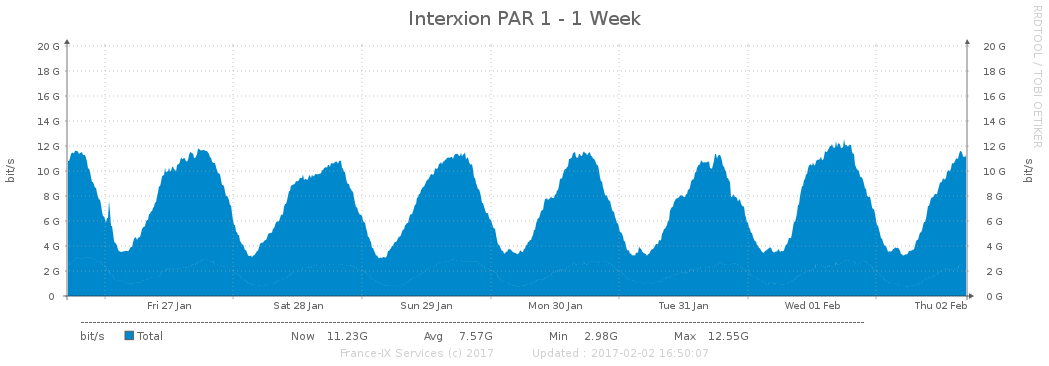 Interxion PAR 1 - 1 Week
RRDTOOL / TOBI OETIKER
bit/s
20 G 20 G
18 G 18 G
16 G 16 G
14 G 14 G
12 G 12 G
10 G 10 G
8 G 8 G
6 G 6 G
4 G 4 G
2 G 2 G
0 0 G
bit/s
Fri 27 Jan Sat 28 Jan Sun 29 Jan Mon 30 Jan Tue 31 Jan Wed 01 Feb Thu 02 Feb
bit/s Total Now 11.23G Avg 7.57G Min 2.98G Max 12.55G
France-IX Services (c) 2017 Updated : 2017-02-02 16:50:07